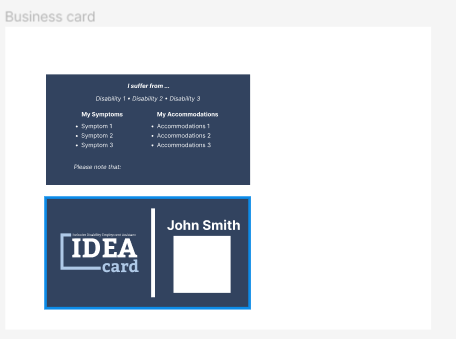 Business card
I suffer from ...
Disability 1 • Disability 2 • Disability 3
My Symptoms
• Symptom 1
• Symptom 2
• Symptom 3
My Accommodations
• Accommodations 1
• Accommodations 2
• Accommodations 3
Please note that:
IDEA
card
John Smith